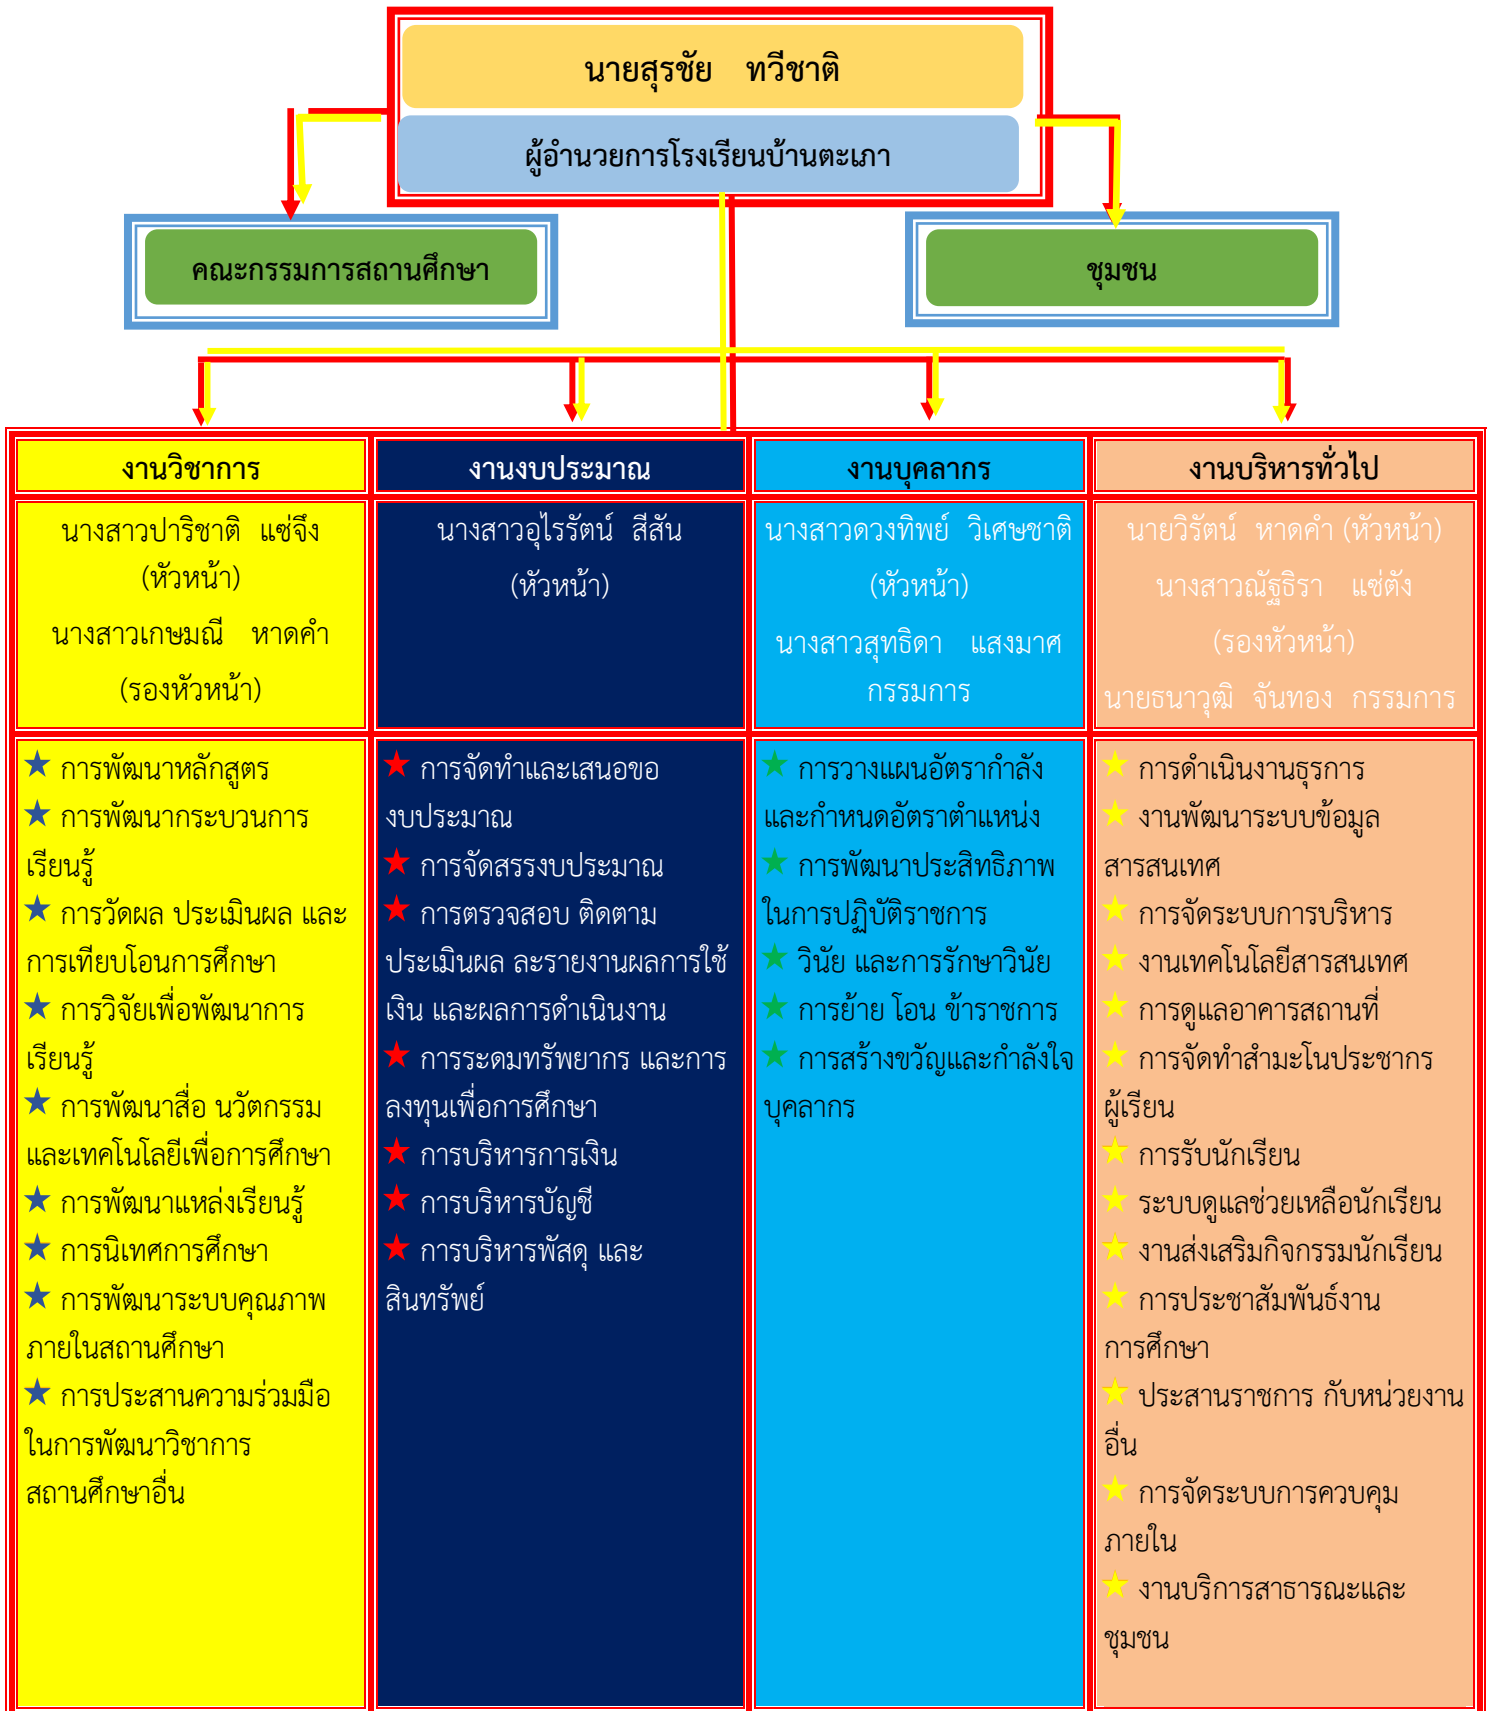 นายสุรชัย ทวีชาติ
ผู้อำนวยการโรงเรียนบ้านตะเภา
คณะกรรมการสถานศึกษา
ชุมชน
งานวิชาการ
นางสาวปาริชาติ แซ่จึง
(หัวหน้า)
นางสาวเกษมณี หาดคำ
(รองหัวหน้า)
การพัฒนาหลักสูตร
การพัฒนากระบวนการ
เรียนรู้
การวัดผล ประเมินผล และ
การเทียบโอนการศึกษา
การวิจัยเพื่อพัฒนาการ
เรียนรู้
การพัฒนาสื่อ นวัตกรรม
และเทคโนโลยีเพื่อการศึกษา
การพัฒนาแหล่งเรียนรู้
การนิเทศการศึกษา
การพัฒนาระบบคุณภาพ
ภายในสถานศึกษา
การประสานความร่วมมือ
ในการพัฒนาวิชาการ
สถานศึกษาอื่น
งานงบประมาณ
นางสาวอุไรรัตน์ สีสัน
(หัวหน้า)
การจัดทำและเสนอขอ
งบประมาณ
การจัดสรรงบประมาณ
การตรวจสอบ ติดตาม
ประเมินผล ละรายงานผลการใช้
เงิน และผลการดำเนินงาน
การระดมทรัพยากร และการ
ลงทุนเพื่อการศึกษา
การบริหารการเงิน
การบริหารบัญชี
การบริหารพัสดุ และ
สินทรัพย์
งานบุคลากร
นางสาวดวงทิพย์ วิเศษชาติ
(หัวหน้า)
นางสาวสุทธิดา แสงมาศ
กรรมการ
การวางแผนอัตรากำลัง
และกำหนดอัตราตำแหน่ง
การพัฒนาประสิทธิภาพ
ในการปฏิบัติราชการ
วินัย และการรักษาวินัย
การย้าย โอน ข้าราชการ
การสร้างขวัญและกำลังใจ
บุคลากร
งานบริหารทั่วไป
นายวิรัตน์ หาดคำ (หัวหน้า)
นางสาวณัฐธิรา แซ่ตัง
(รองหัวหน้า)
นายธนาวุฒิ จันทอง กรรมการ
การดำเนินงานธุรการ
งานพัฒนาระบบข้อมูล
สารสนเทศ
การจัดระบบการบริหาร
งานเทคโนโลยีสารสนเทศ
การดูแลอาคารสถานที่
การจัดทำสำมะโนประชากร
ผู้เรียน
การรับนักเรียน
ระบบดูแลช่วยเหลือนักเรียน
งานส่งเสริมกิจกรรมนักเรียน
การประชาสัมพันธ์งาน
การศึกษา
ประสานราชการ กับหน่วยงาน
อื่น
การจัดระบบการควบคุม
ภายใน
งานบริการสาธารณะและ
ชุมชน